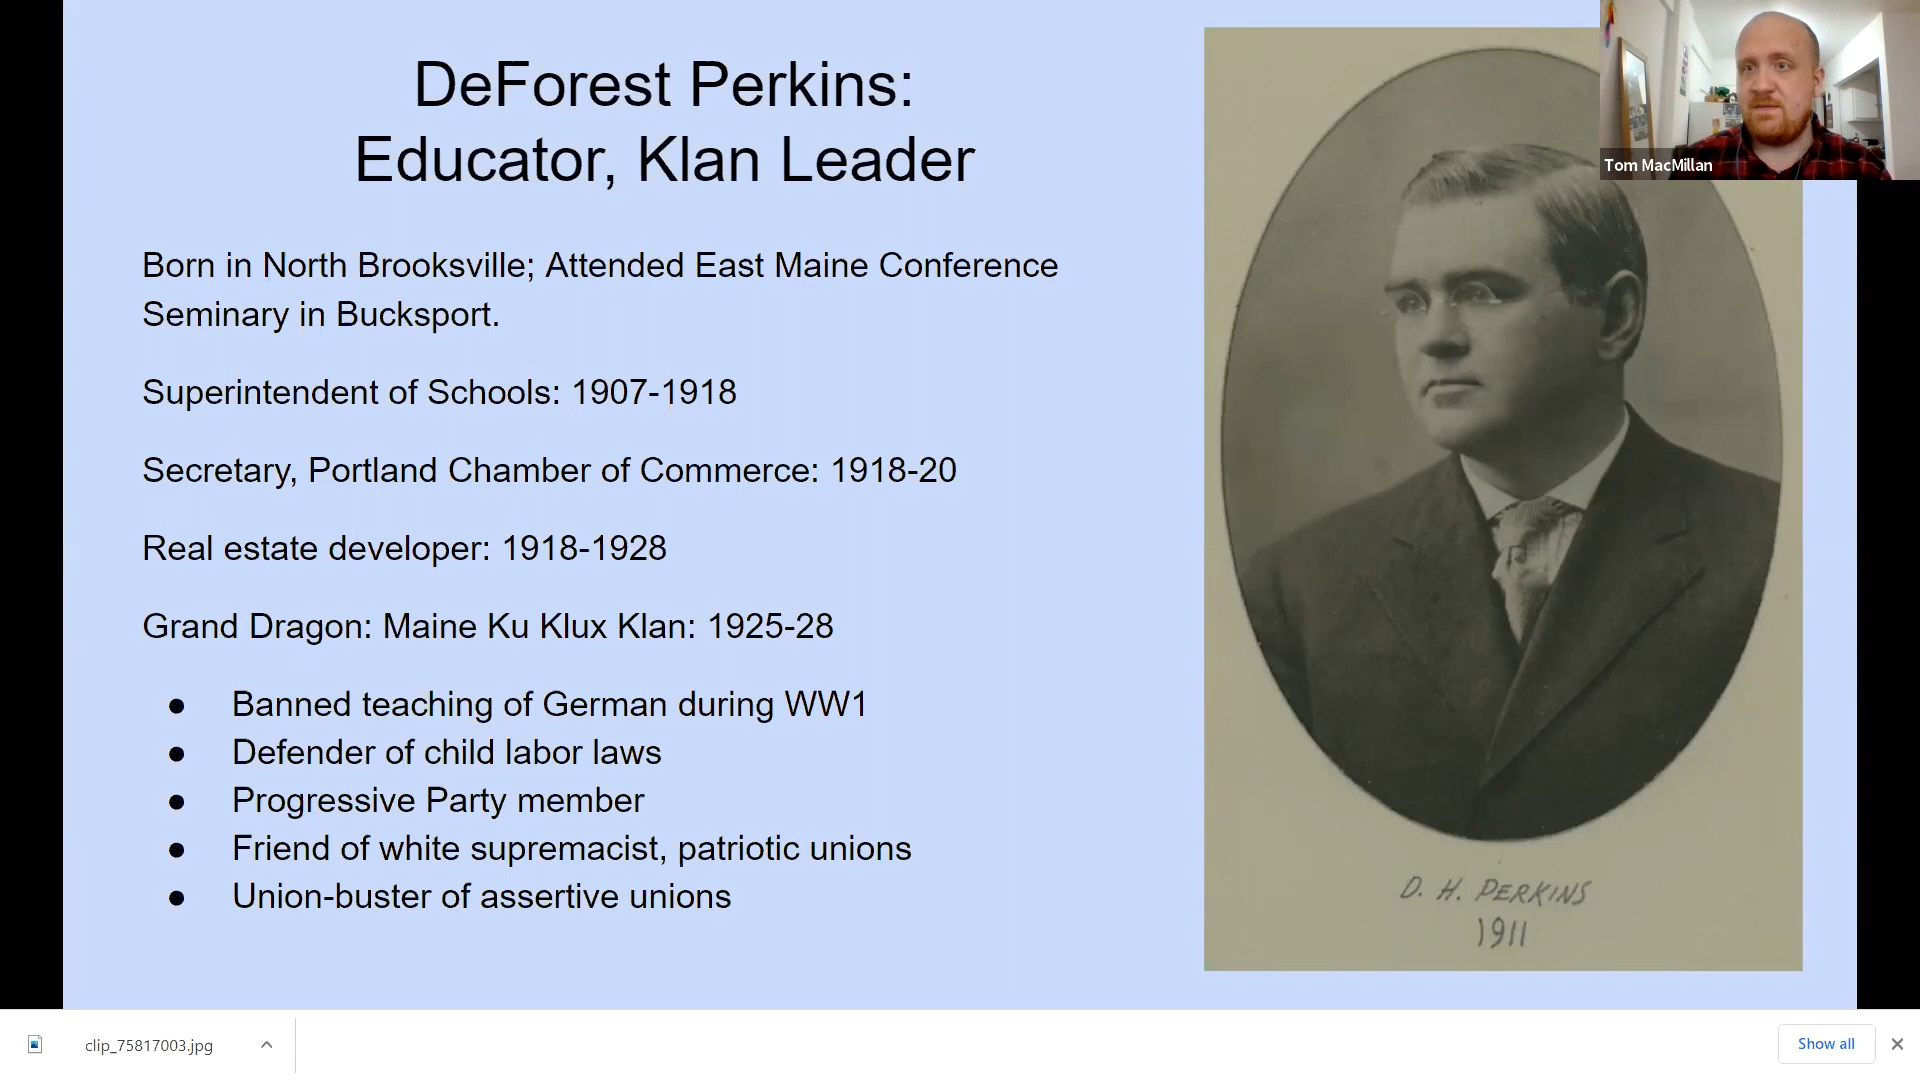 DeForest Perkins:
Educator, Klan Leader
Born in North Brooksville; Attended East Maine Conference
Seminary in Bucksport.
Superintendent of Schools: 1907-1918
Secretary, Portland Chamber of Commerce: 1918-20
Real estate developer: 1918-1928
Grand Dragon: Maine Ku Klux Klan: 1925-28
● Banned teaching of German during WW1
● Defender of child labor laws
● Progressive Party member
● Friend of white supremacist, patriotic unions
● Union-buster of assertive unions
Tom MacMillan
D. H. PERKINS
1911
clip_75817003.jpg
Show all